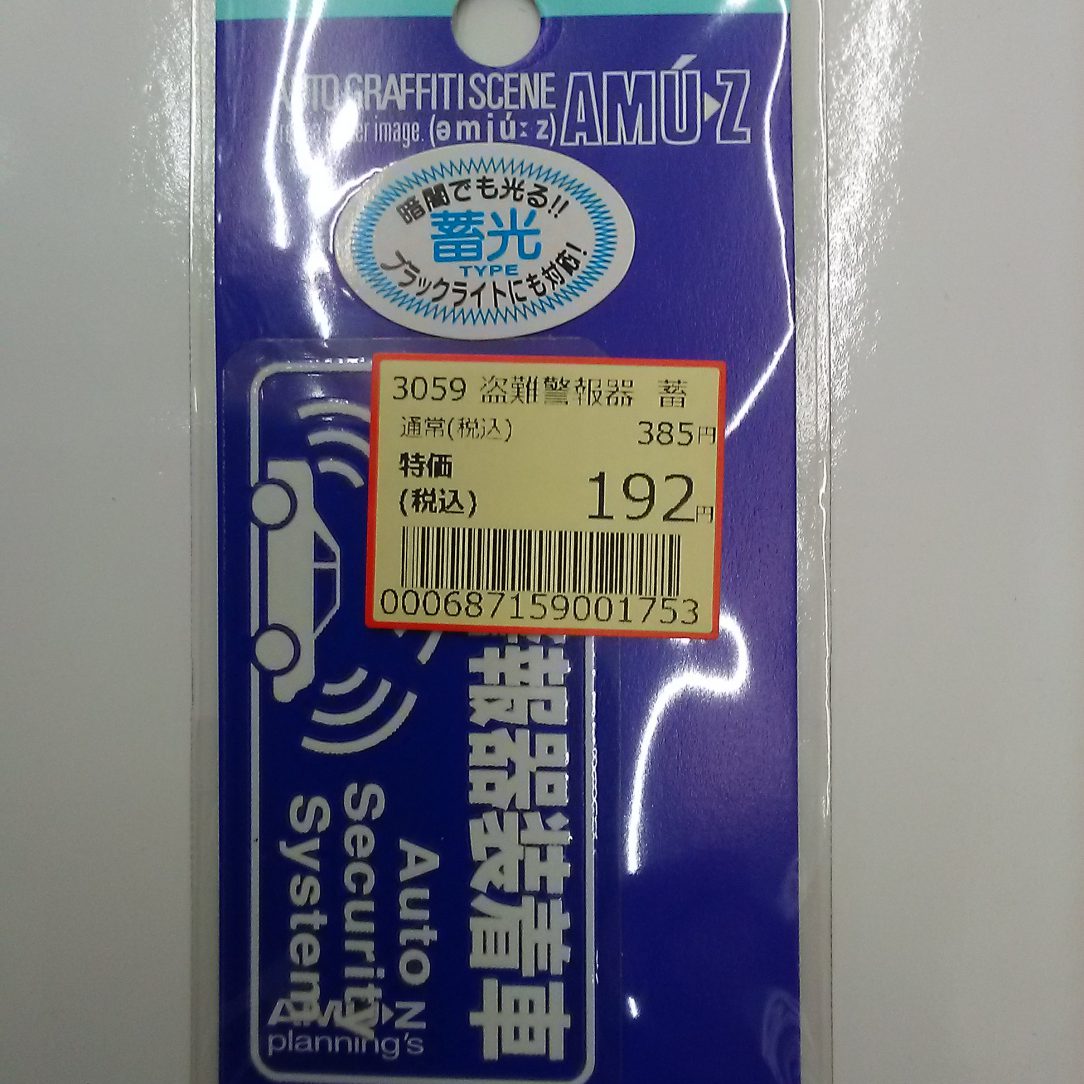 AUTO GRAFFITI SCENE
image. (əmjú:z)
AMÚ▸Z
暗闇でも光る!!
蓄光
TYPE
ブラックライトにも対応!
3059 盗難警報器 蓄
通常(税込) 385円
特価
(税込) 192円
000687159001753
報器装着車
Auto
Security
System
AMÚ▸Z
planning's